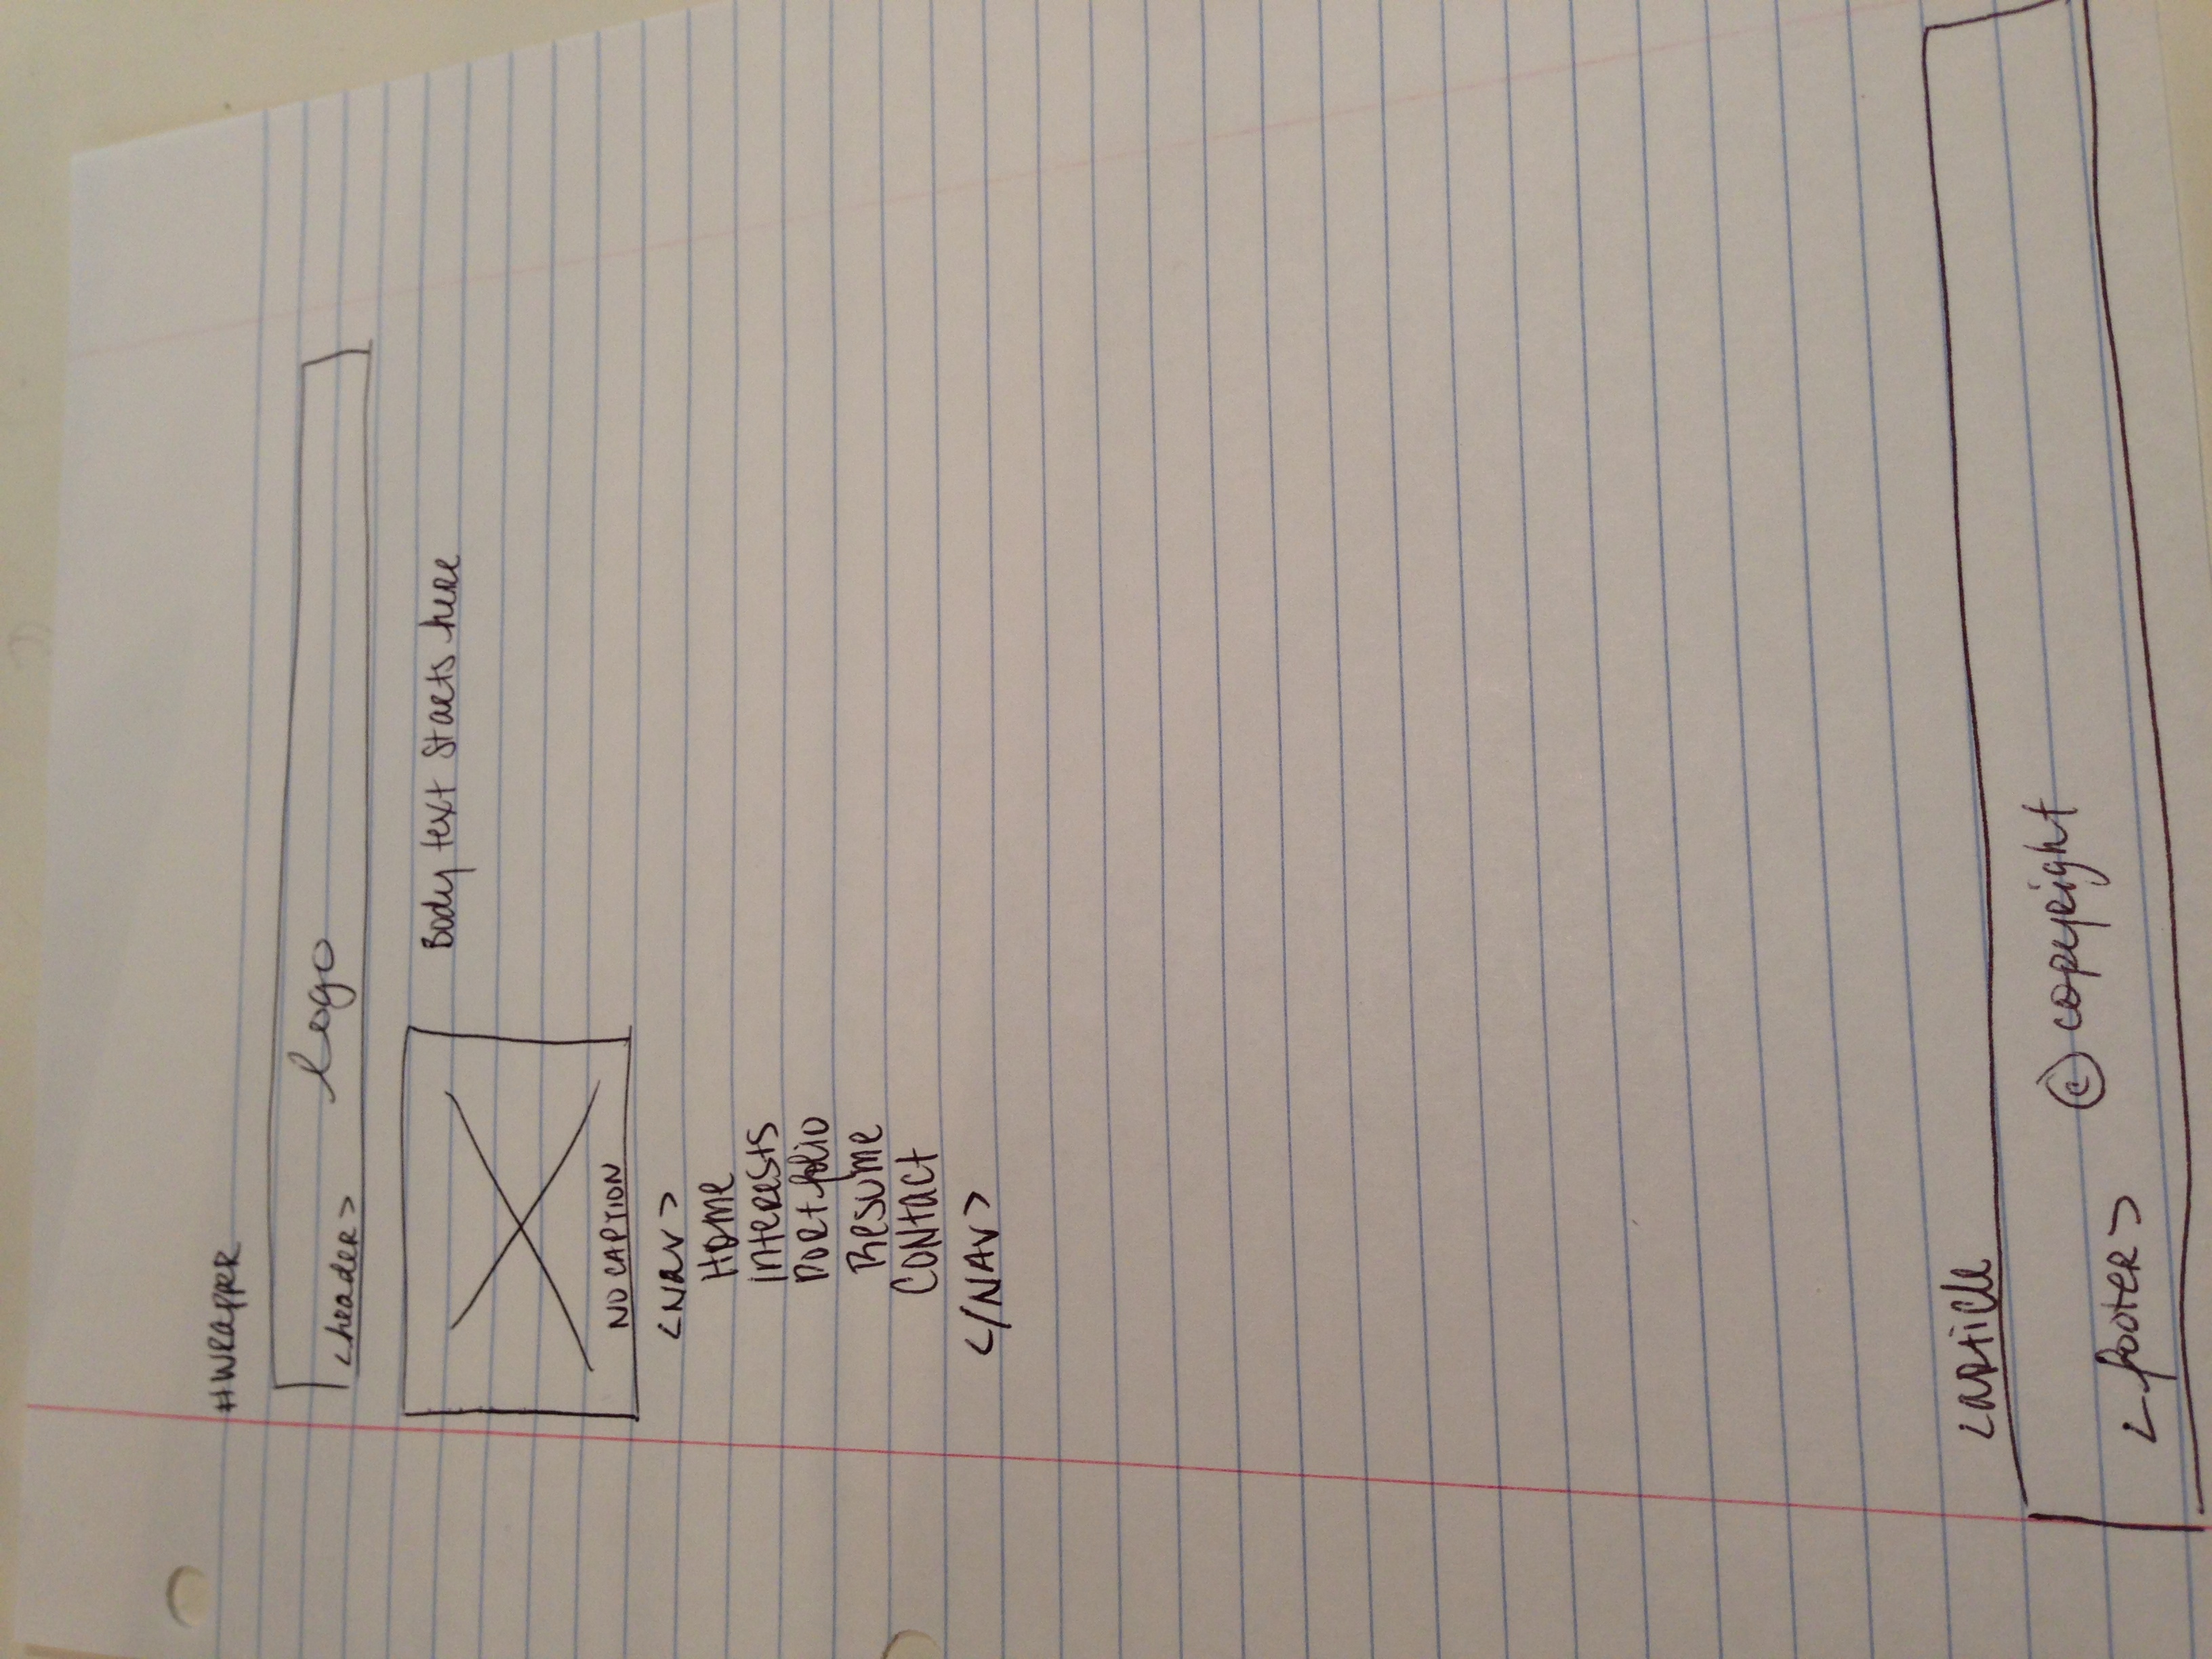 #WRAPPER
logo
<header>
Body text starts here
NO CAPTION
<NAV>
Home
Interests
Portfolio
Resume
Contact
</NAV>
<ARticle
© copyright
<footer>